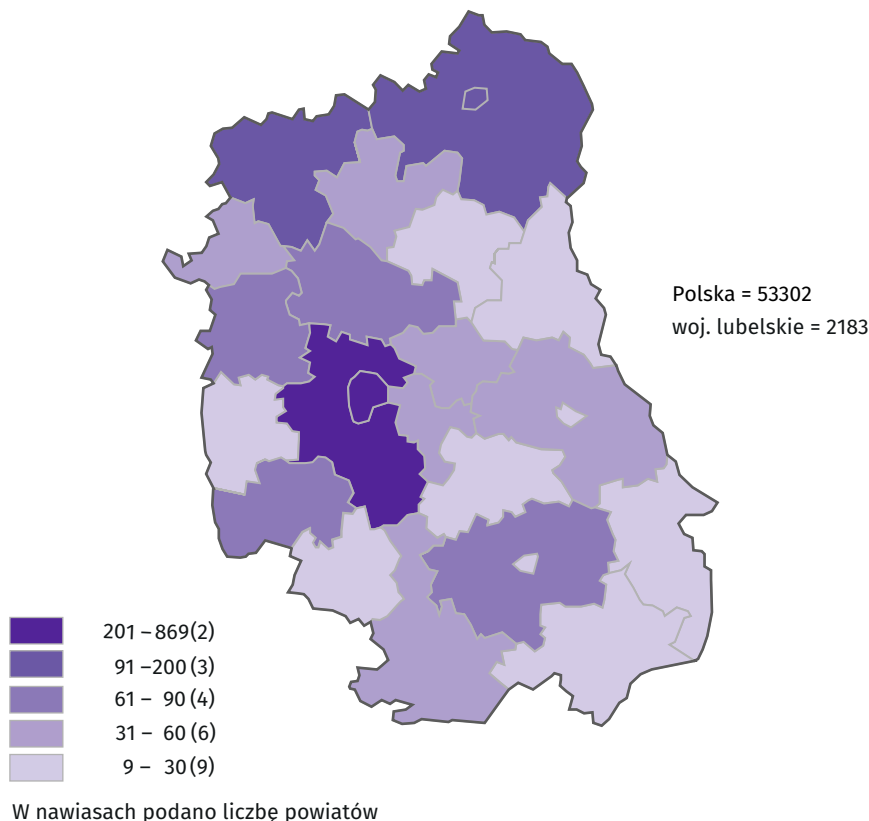 Polska = 53302
woj. lubelskie = 2183
201 – 869 (2)
91 – 200 (3)
61 – 90 (4)
31 – 60 (6)
9 – 30 (9)
W nawiasach podano liczbę powiatów